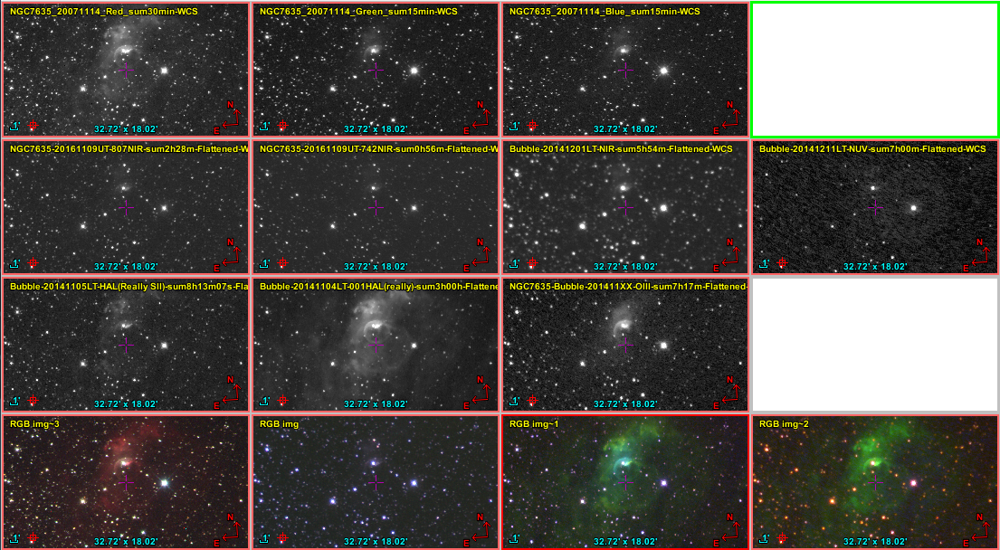 NGC7635_20071114_Red_sum30min-WCS
N
1'
32.72' x 18.02'
E
NGC7635_20071114_Green_sum15min-WCS
N
1'
32.72' x 18.02'
E
NGC7635_20071114_Blue_sum15min-WCS
N
1'
32.72' x 18.02'
E
NGC7635-20161109UT-807NIR-sum2h28m-Flattened-W
N
1'
32.72' x 18.02'
E
NGC7635-20161109UT-742NIR-sum0h56m-Flattened-W
N
1'
32.72' x 18.02'
E
Bubble-20141201LT-NIR-sum5h54m-Flattened-WCS
N
1'
32.72' x 18.02'
E
Bubble-20141211LT-NUV-sum7h00m-Flattened-WCS
N
1'
32.72' x 18.02'
E
Bubble-20141105LT-HAL(Really SII)-sum8h13m07s-Fla
N
1'
32.72' x 18.02'
E
Bubble-20141104LT-001HAL(really)-sum3h00h-Flattene
N
1'
32.72' x 18.02'
E
NGC7635-Bubble-201411XX-OIII-sum7h17m-Flattened-
N
1'
32.72' x 18.02'
E
RGB img~3
N
1'
32.72' x 18.02'
E
RGB img
N
1'
32.72' x 18.02'
E
RGB img~1
N
1'
32.72' x 18.02'
E
RGB img~2
N
1'
32.72' x 18.02'
E